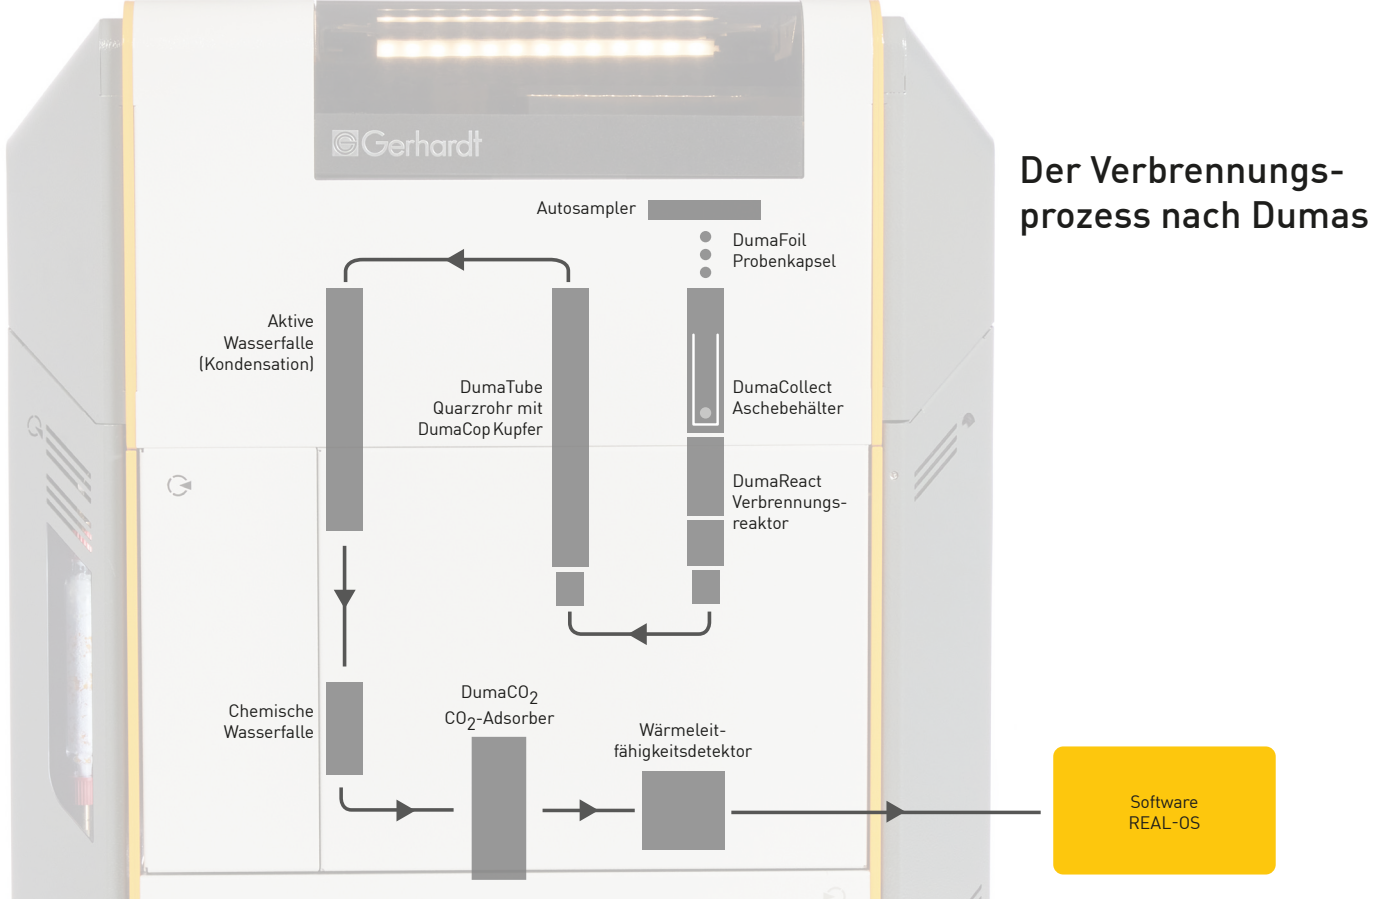 Gerhardt
Der Verbrennungs-
prozess nach Dumas
Autosampler
DumaFoil
Probenkapsel
Aktive
Wasserfalle
(Kondensation)
DumaTube
Quarzrohr mit
DumaCop Kupfer
DumaCollect
Aschebehälter
DumaReact
Verbrennungs-
reaktor
Chemische
Wasserfalle
DumaCO2
CO2-Adsorber
Wärmeleit-
fähigkeitsdetektor
Software
REAL-OS